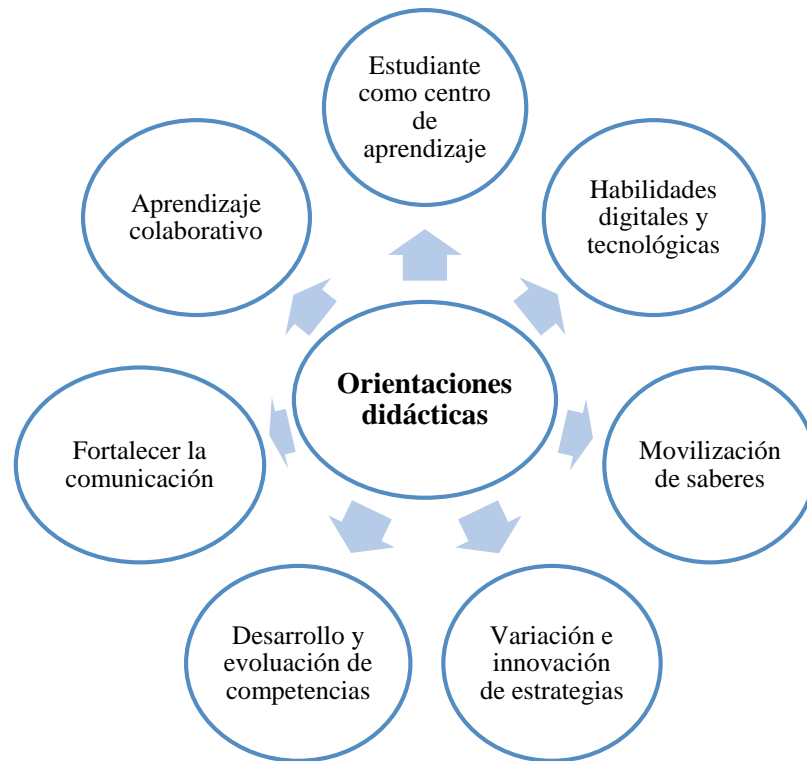 Estudiante
como centro
de
aprendizaje
Habilidades
digitales y
tecnológicas
Movilización
de saberes
Variación e
innovación
de estrategias
Desarrollo y
evoluación de
competencias
Fortalecer la
comunicación
Aprendizaje
colaborativo
Orientaciones
didácticas